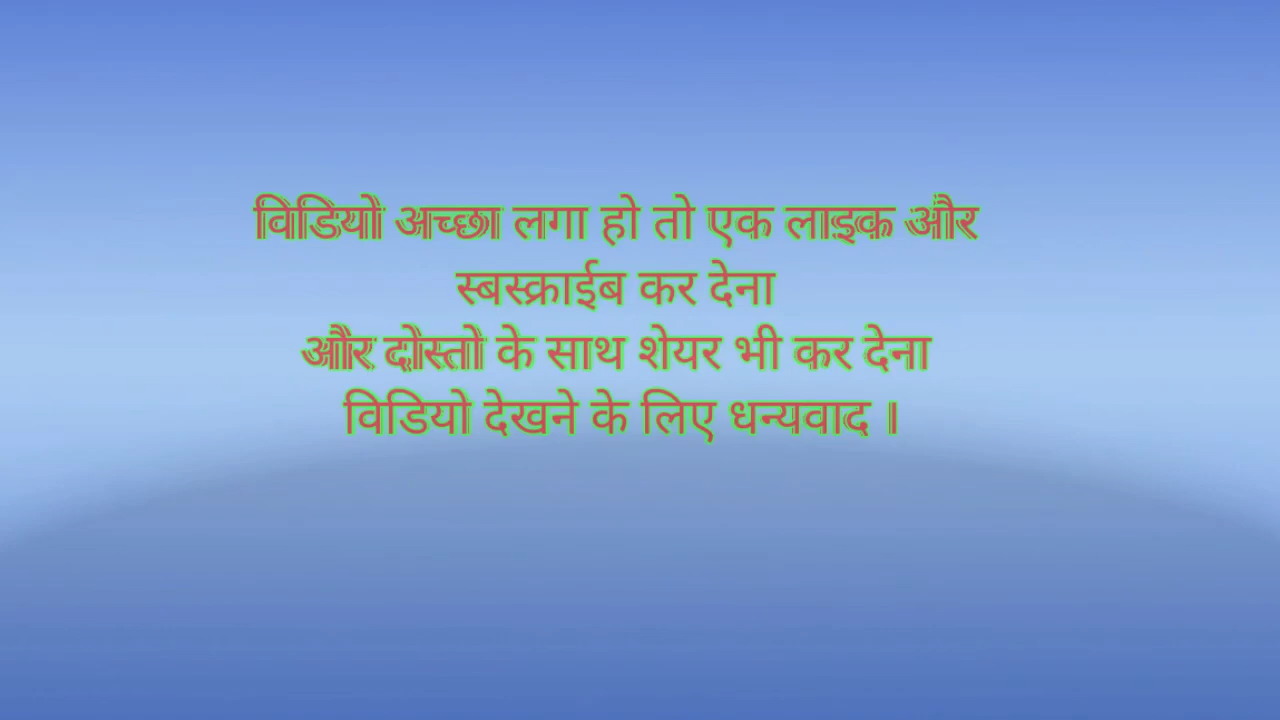 विडियो अच्छा लगा हो तो एक लाइक और
स्बस्क्राईब कर देना
और दोस्तो के साथ शेयर भी कर देना
विडियो देखने के लिए धन्यवाद ।